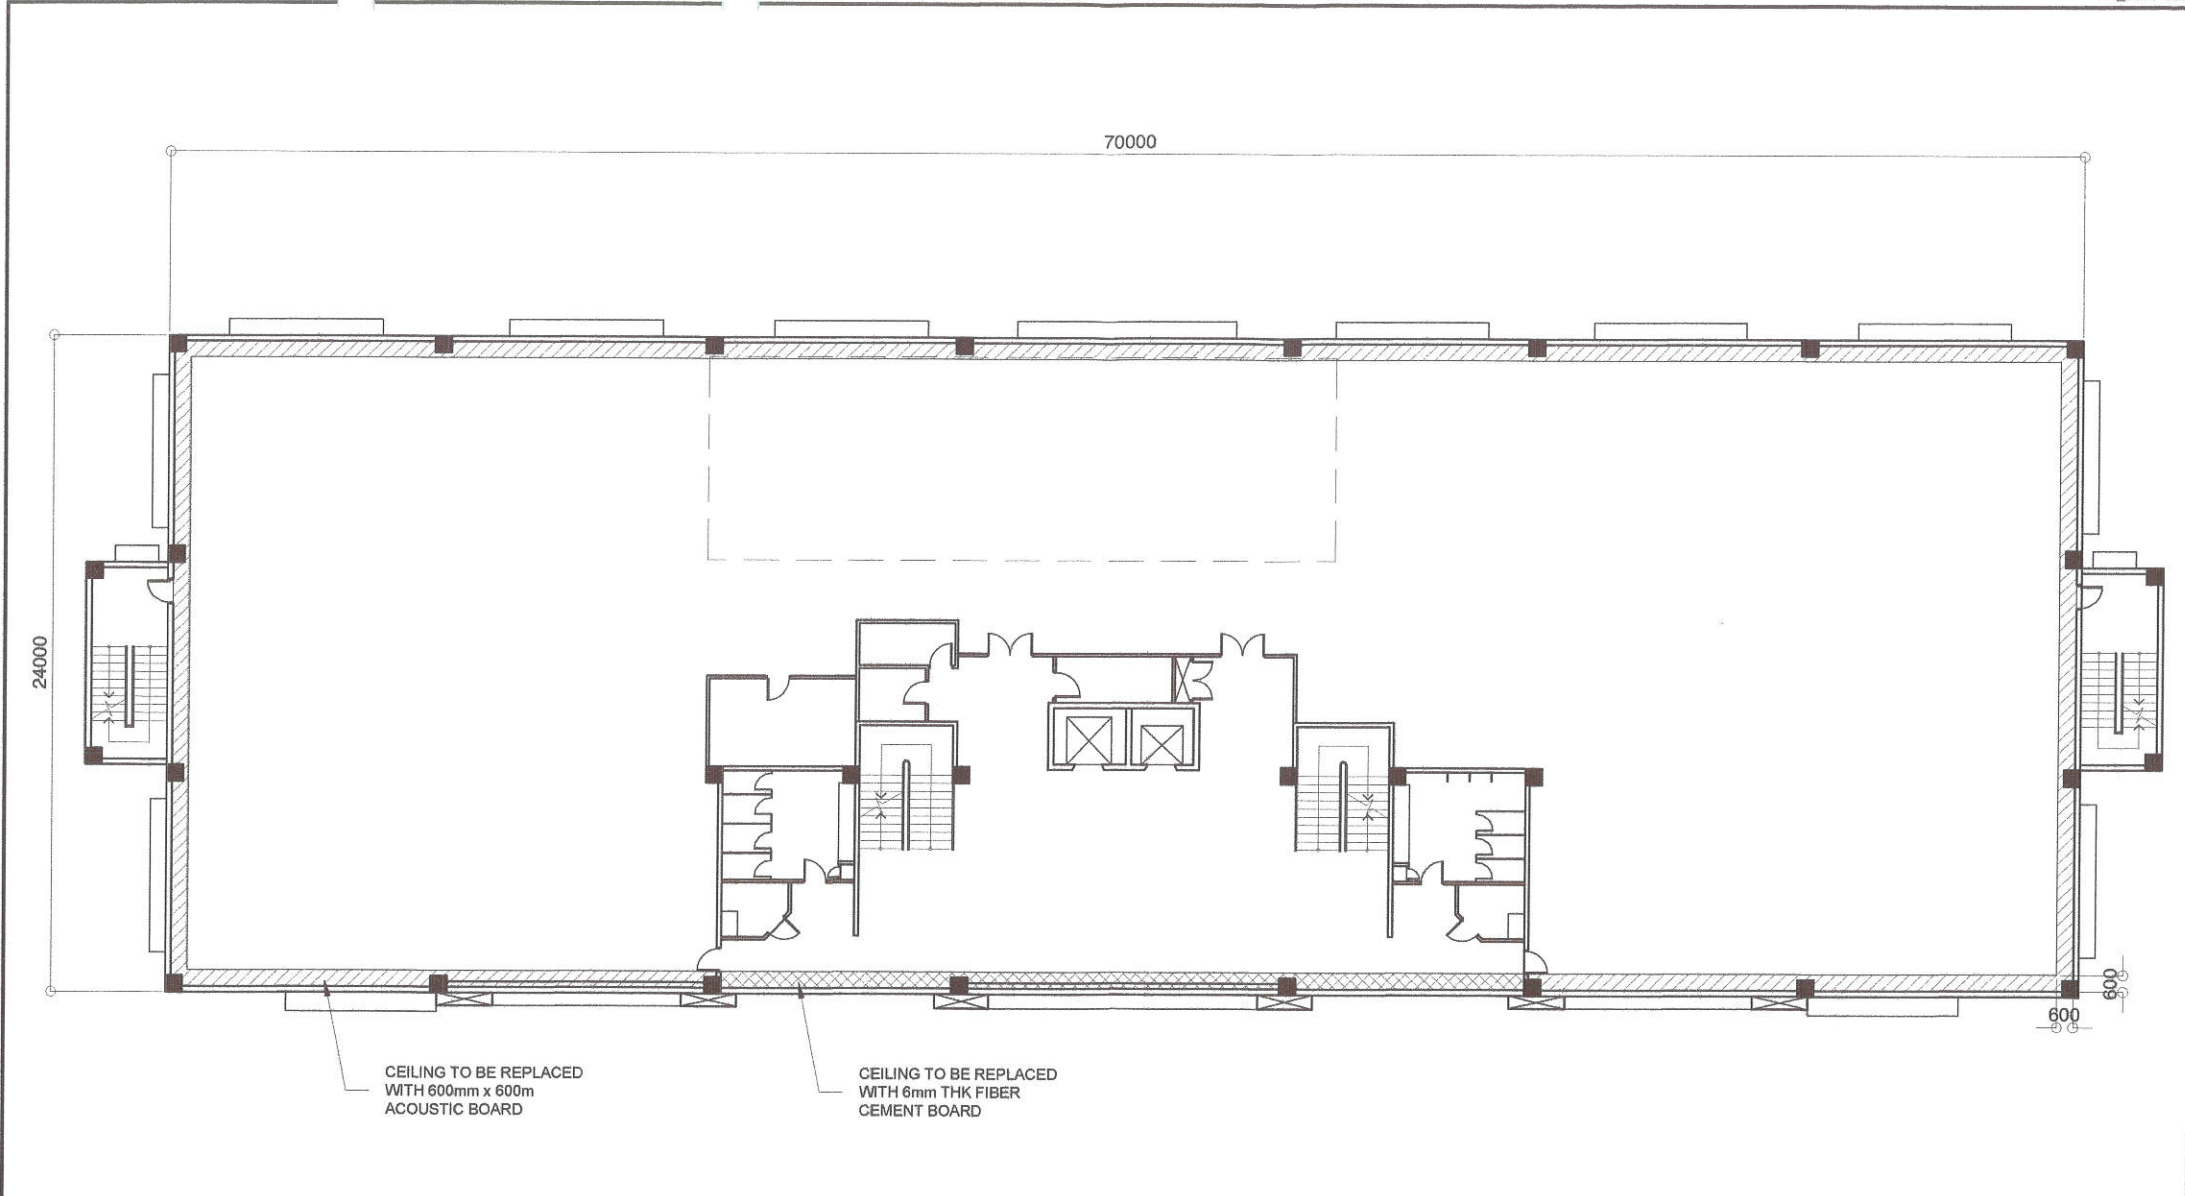 70000
24000
600
600
CEILING TO BE REPLACED
WITH 600mm x 600m
ACOUSTIC BOARD
CEILING TO BE REPLACED
WITH 6mm THK FIBER
CEMENT BOARD